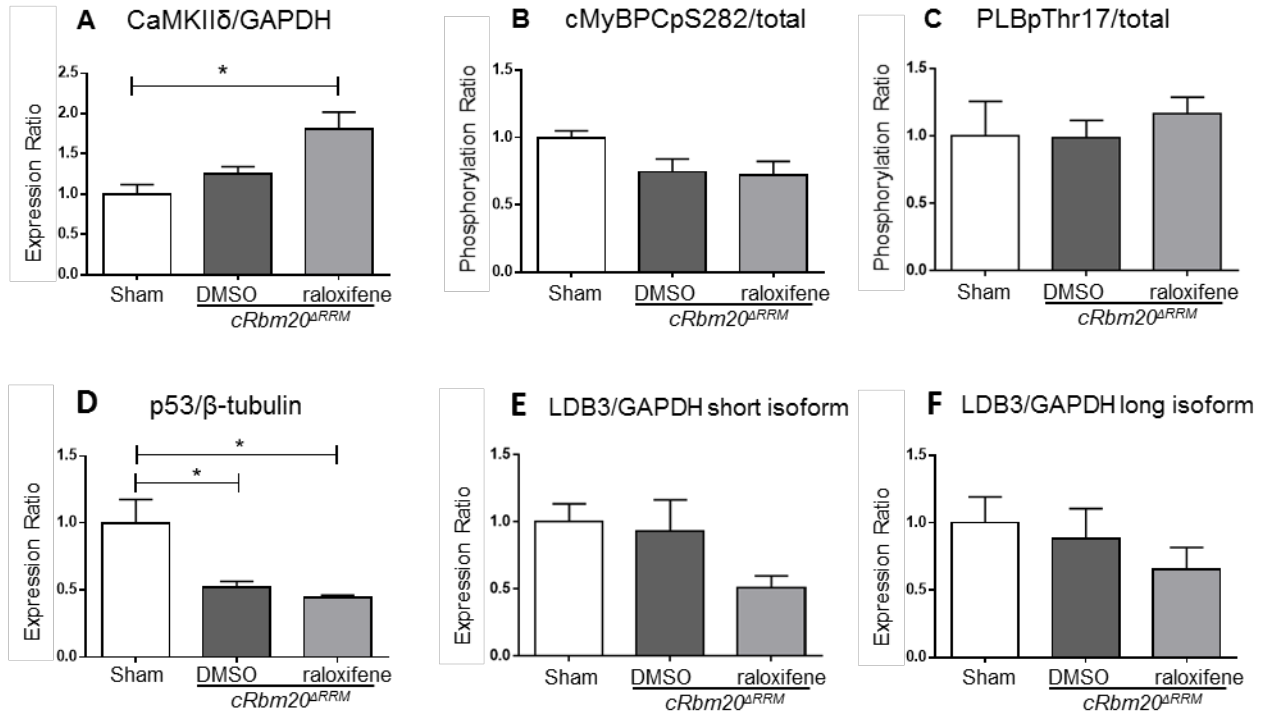 A CaMKIIδ/GAPDH
Expression Ratio
2.5
2.0
1.5
1.0
0.5
0.0
*
Sham DMSO raloxifene
cRbm20ΔRRM
B cMyBPCpS282/total
Phosphorylation Ratio
1.5
1.0
0.5
0.0
Sham DMSO raloxifene
cRbm20ΔRRM
C PLBpThr17/total
Phosphorylation Ratio
1.5
1.0
0.5
0.0
Sham DMSO raloxifene
cRbm20ΔRRM
D p53/β-tubulin
Expression Ratio
1.5
1.0
0.5
0.0
*
*
Sham DMSO raloxifene
cRbm20ΔRRM
E LDB3/GAPDH short isoform
Expression Ratio
1.5
1.0
0.5
0.0
Sham DMSO raloxifene
cRbm20ΔRRM
F LDB3/GAPDH long isoform
Expression Ratio
1.5
1.0
0.5
0.0
Sham DMSO raloxifene
cRbm20ΔRRM